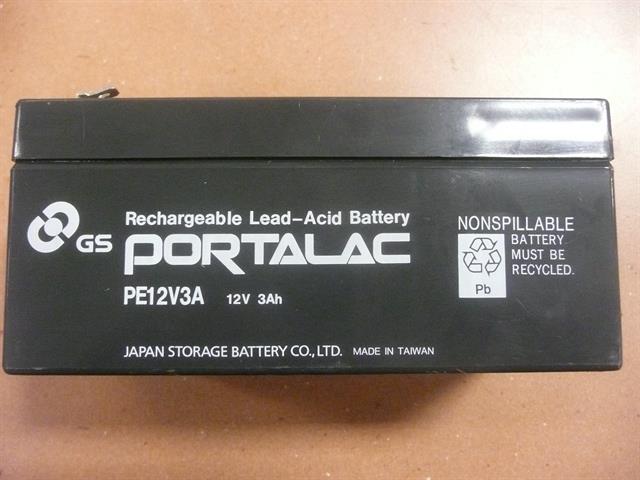 GS
Rechargeable Lead-Acid Battery
PORTALAC
PE12V3A 12V 3Ah
JAPAN STORAGE BATTERY CO., LTD. MADE IN TAIWAN
NONSPILLABLE
BATTERY
MUST BE
RECYCLED.
Pb